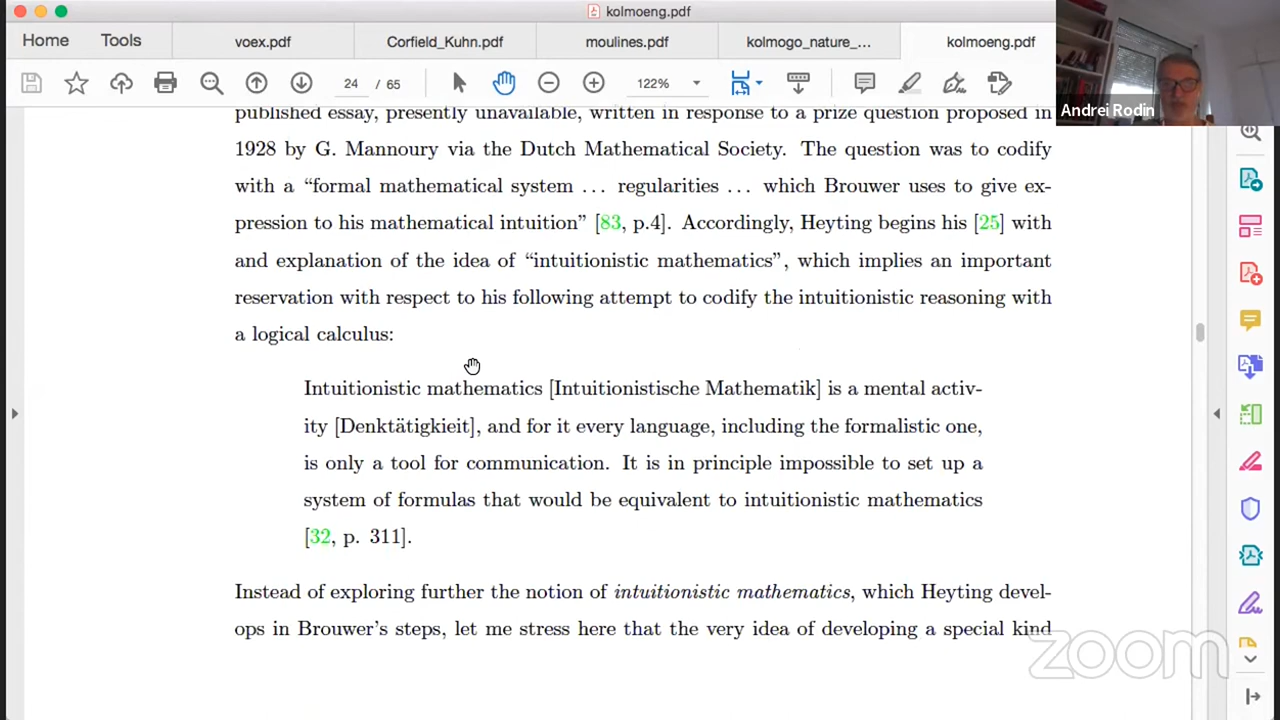 kolmoeng.pdf
Home Tools voex.pdf Corfield_Kuhn.pdf moulines.pdf kolmogo_nature_... kolmoeng.pdf
24 / 65 122%
Andrei Rodin
published essay, presently unavailable, written in response to a prize question proposed in
1928 by G. Mannoury via the Dutch Mathematical Society. The question was to codify
with a “formal mathematical system ... regularities ... which Brouwer uses to give ex-
pression to his mathematical intuition” [83, p.4]. Accordingly, Heyting begins his [25] with
and explanation of the idea of “intuitionistic mathematics”, which implies an important
reservation with respect to his following attempt to codify the intuitionistic reasoning with
a logical calculus:
Intuitionistic mathematics [Intuitionistische Mathematik] is a mental activ-
ity [Denktätigkieit], and for it every language, including the formalistic one,
is only a tool for communication. It is in principle impossible to set up a
system of formulas that would be equivalent to intuitionistic mathematics
[32, p. 311].
Instead of exploring further the notion of intuitionistic mathematics, which Heyting devel-
ops in Brouwer’s steps, let me stress here that the very idea of developing a special kind
zoom